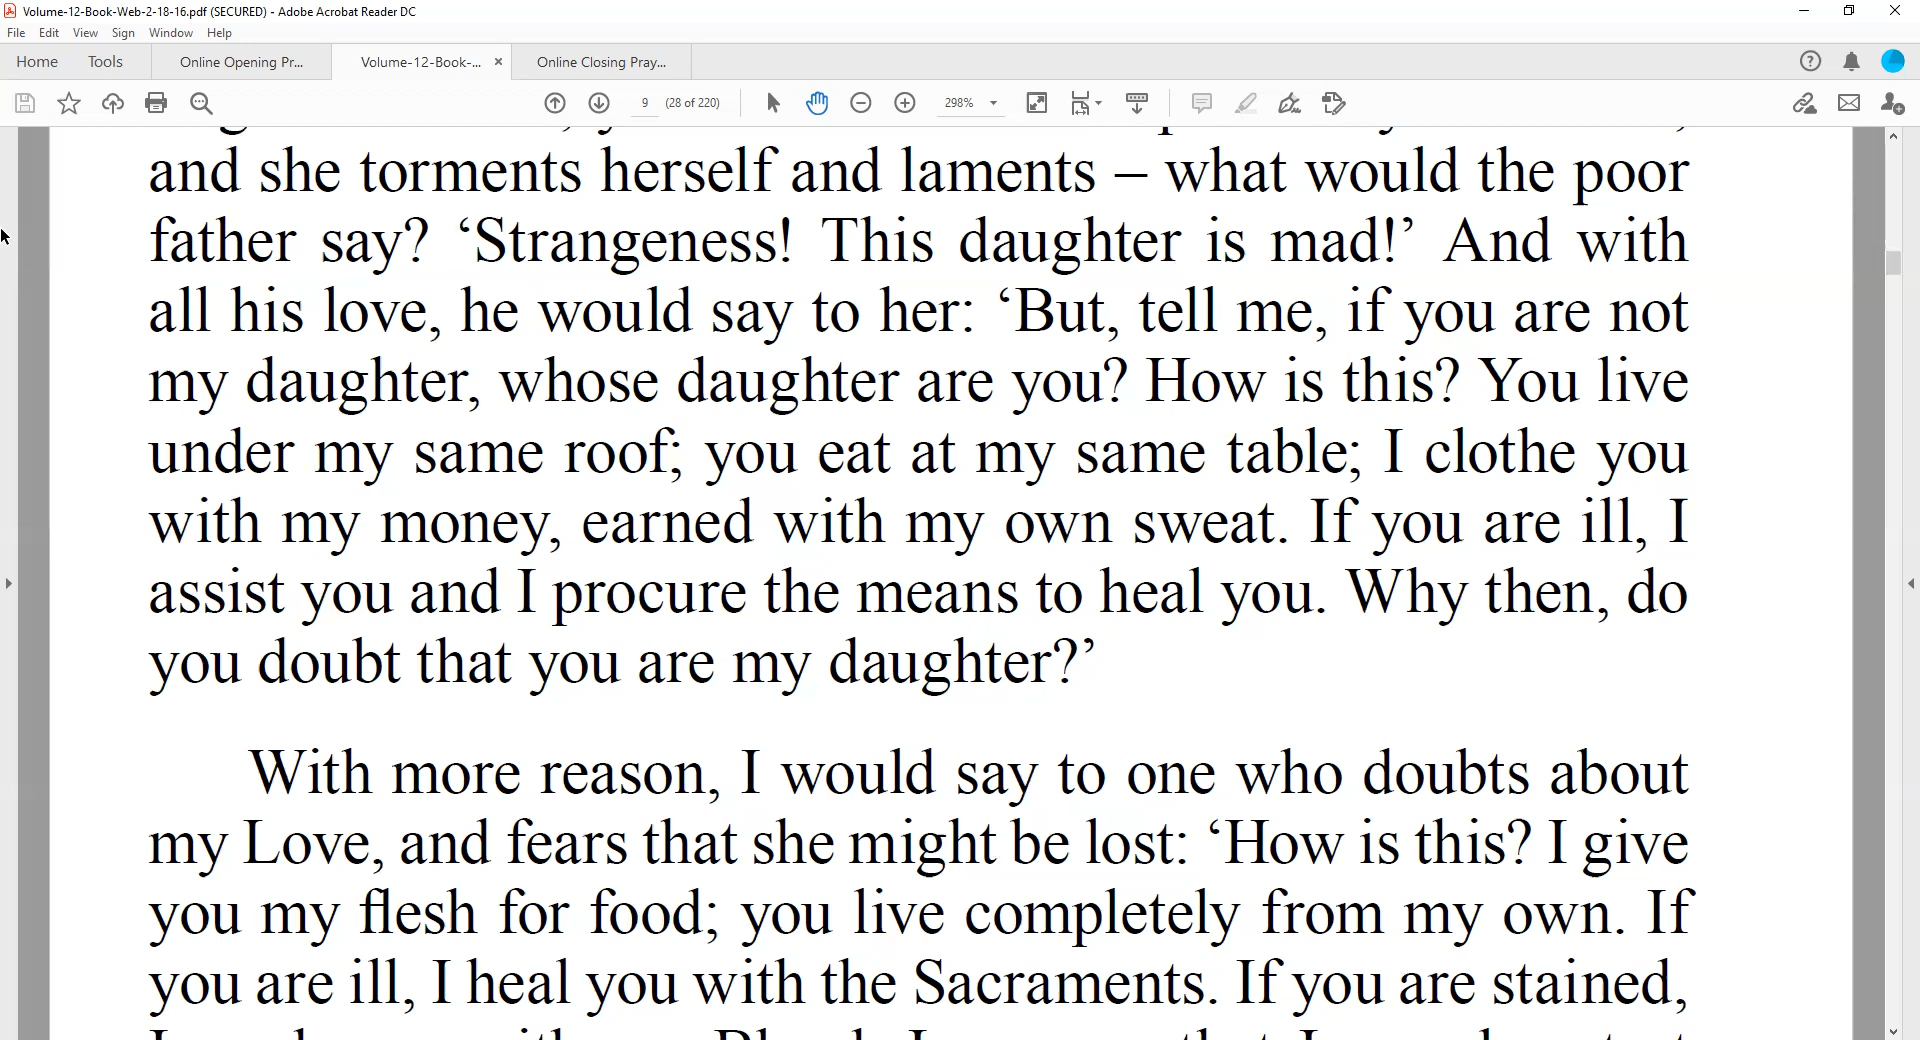 Volume-12-Book-Web-2-18-16.pdf (SECURED) - Adobe Acrobat Reader DC
File Edit View Sign Window Help
Home Tools Online Opening Pr... Volume-12-Book-... × Online Closing Pray...
9 (28 of 220) 298%
and she torments herself and laments – what would the poor
father say? ‘Strangeness! This daughter is mad!’ And with
all his love, he would say to her: ‘But, tell me, if you are not
my daughter, whose daughter are you? How is this? You live
under my same roof; you eat at my same table; I clothe you
with my money, earned with my own sweat. If you are ill, I
assist you and I procure the means to heal you. Why then, do
you doubt that you are my daughter?’
With more reason, I would say to one who doubts about
my Love, and fears that she might be lost: ‘How is this? I give
you my flesh for food; you live completely from my own. If
you are ill, I heal you with the Sacraments. If you are stained,